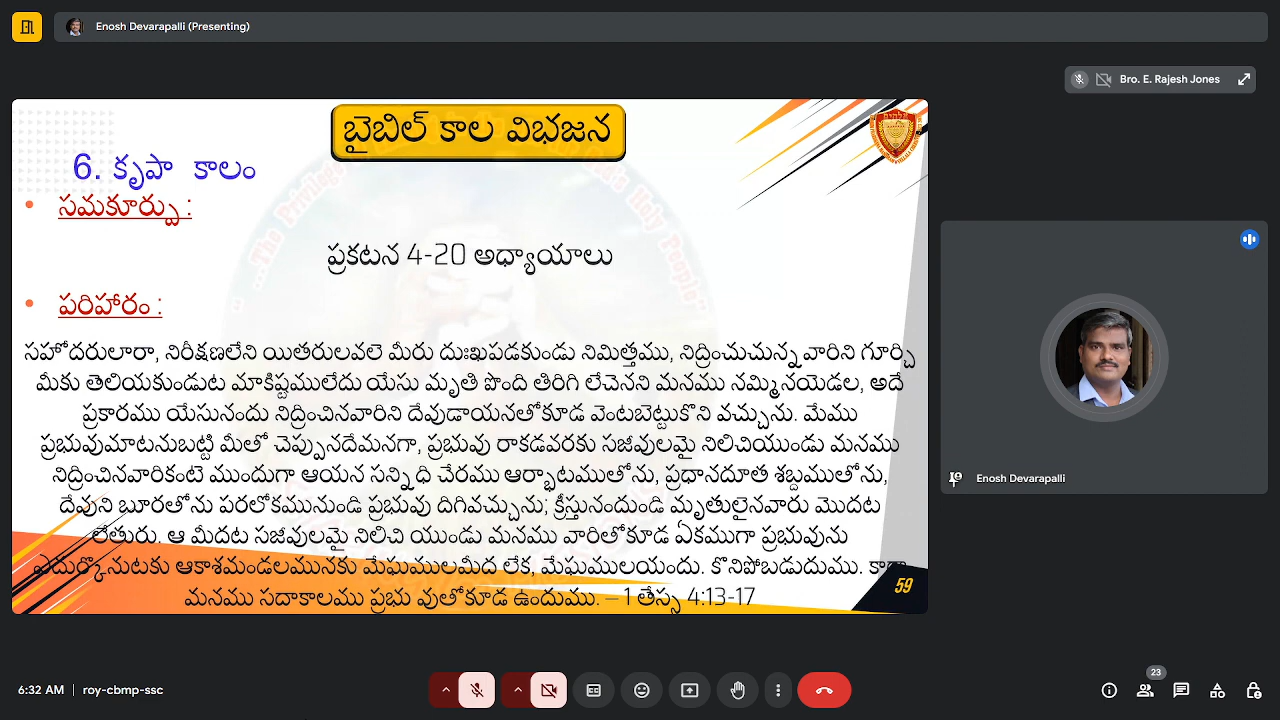 Enosh Devarapalli (Presenting)
Bro. E. Rajesh Jones
బైబిల్ కాల విభజన
6. కృపా కాలం
• సమకూర్పు :
ప్రకటన 4-20 అధ్యాయాలు
• పరిహారం :
సహోదరులారా, నిరీక్షణలేని యితరులవలె మీరు దుఃఖపడకుండు నిమిత్తము, నిద్రించుచున్న వారిని గూర్చి
మీకు తెలియకుండుట మాకిష్టములేదు యేసు మృతి పొంది తిరిగి లేచెనని మనము నమ్మినయెడల, అదే
ప్రకారము యేసునందు నిద్రించినవారిని దేవుడాయనలోకూడ వెంటబెట్టుకొని వచ్చును. మేము
ప్రభువుమాటనుబట్టి మీతో చెప్పునదేమనగా, ప్రభువు రాకడవరకు సజీవులమై నిలిచియుండు మనము
నిద్రించినవారికంటె ముందుగా ఆయన సన్నిధి చేరము ఆర్భాటముతోను, ప్రధానదూత శబ్దముతోను,
దేవుని బూరతోను పరలోకమునుండి ప్రభువు దిగివచ్చును; క్రీస్తునందుండి మృతులైనవారు మొదట
లేతురు. ఆ మీదట సజీవులమై నిలిచి యుండు మనము వారిలోకూడ ఏకముగా ప్రభువును
ఎదుర్కొనుటకు ఆకాశమండలమునకు మేఘములమీద లేక, మేఘములయందు. కొనిపోబడుదుము. కాగా
మనము సదాకాలము ప్రభు వులోకూడ ఉందుము. – 1 తేస్స 4:13-17
59
Enosh Devarapalli
6:32 AM | roy-cbmp-ssc
23